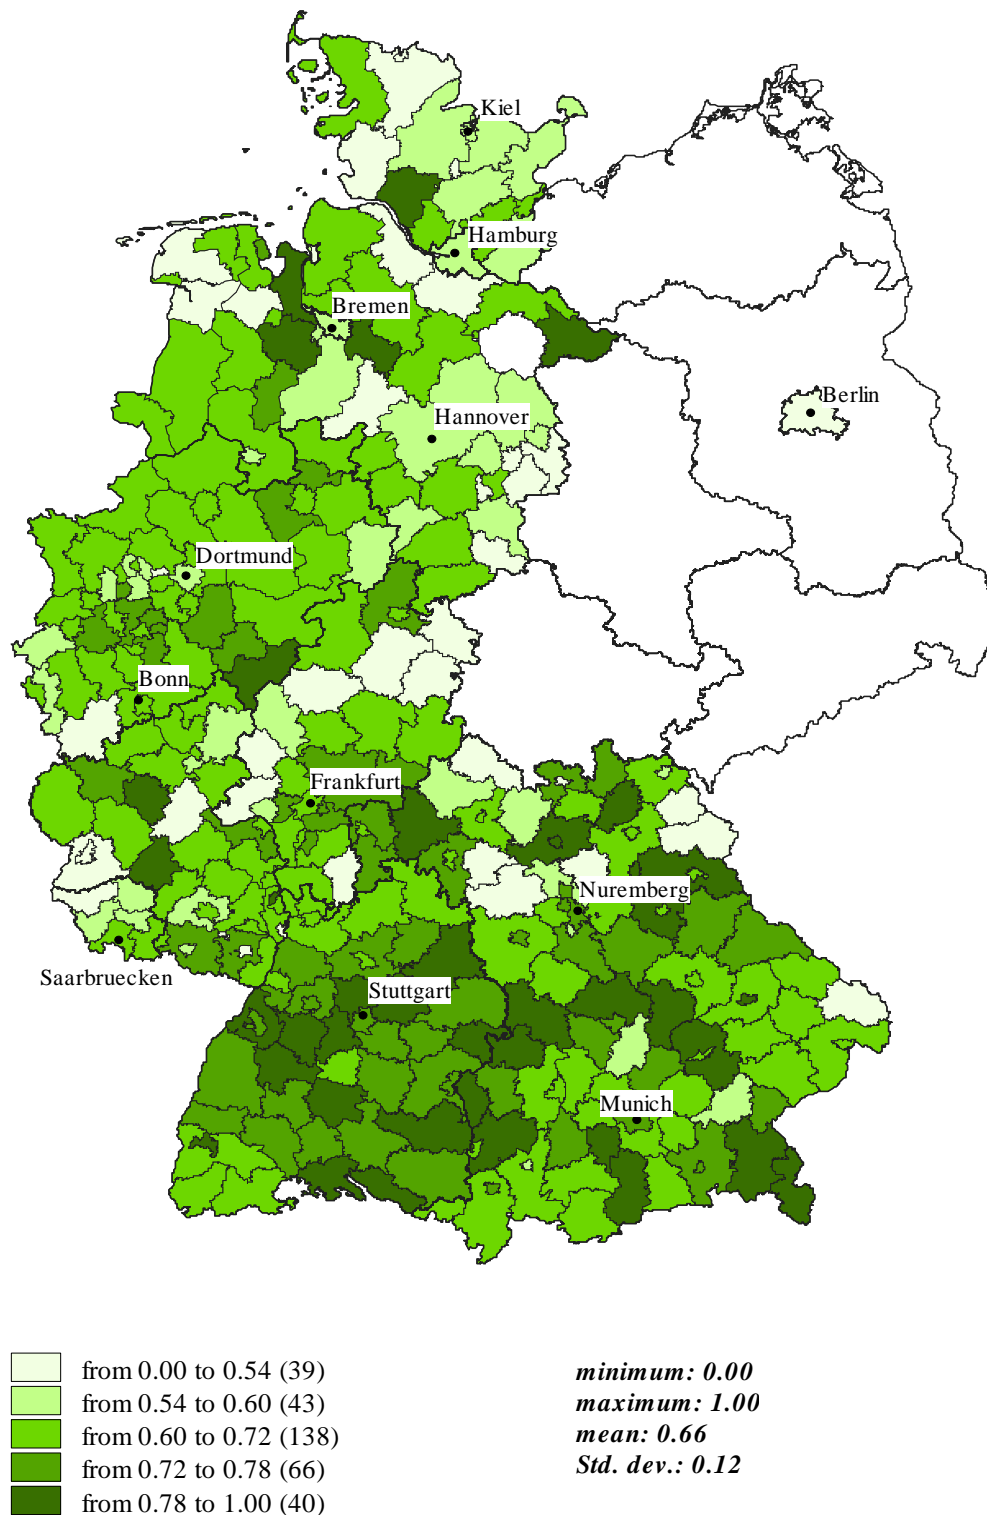 Kiel
Hamburg
Bremen
Berlin
Hannover
Dortmund
Bonn
Frankfurt
Nuremberg
Saarbruecken
Stuttgart
Munich
from 0.00 to 0.54 (39)
from 0.54 to 0.60 (43)
from 0.60 to 0.72 (138)
from 0.72 to 0.78 (66)
from 0.78 to 1.00 (40)
minimum: 0.00
maximum: 1.00
mean: 0.66
Std. dev.: 0.12